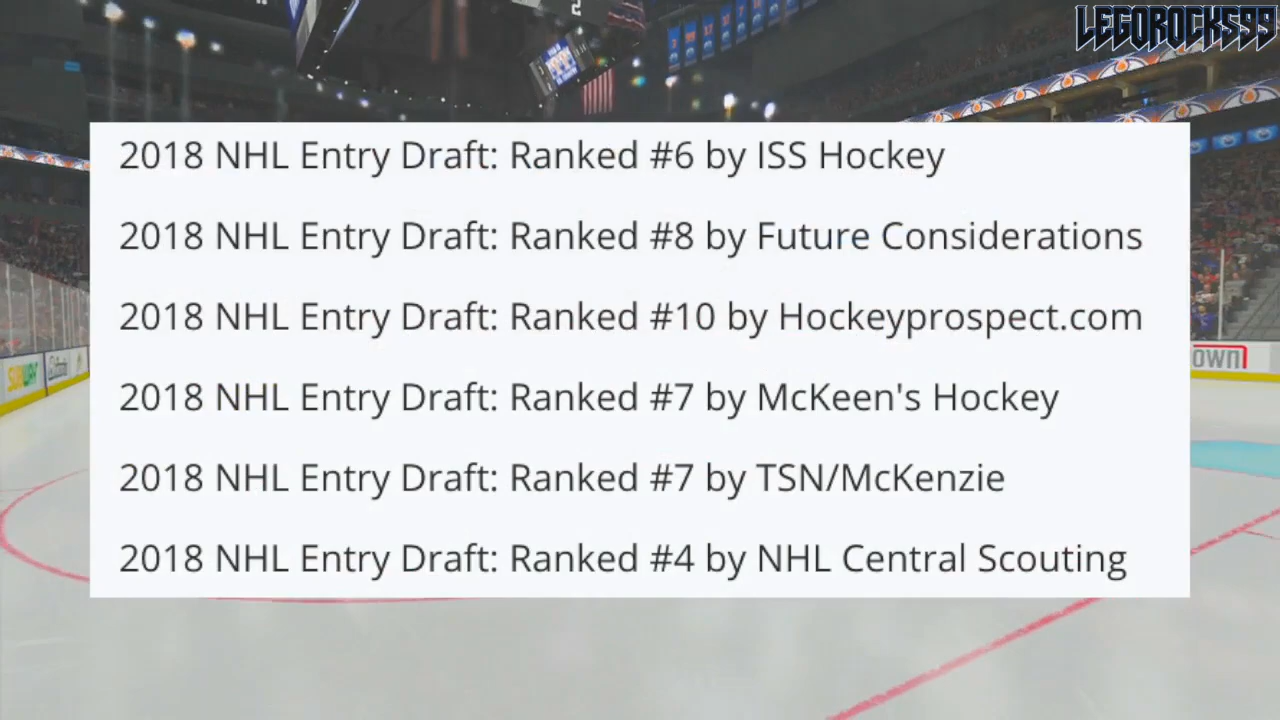 LEGOROCKS99
2018 NHL Entry Draft: Ranked #6 by ISS Hockey
2018 NHL Entry Draft: Ranked #8 by Future Considerations
2018 NHL Entry Draft: Ranked #10 by Hockeyprospect.com
2018 NHL Entry Draft: Ranked #7 by McKeen's Hockey
2018 NHL Entry Draft: Ranked #7 by TSN/McKenzie
2018 NHL Entry Draft: Ranked #4 by NHL Central Scouting
SUBWAY
OWN